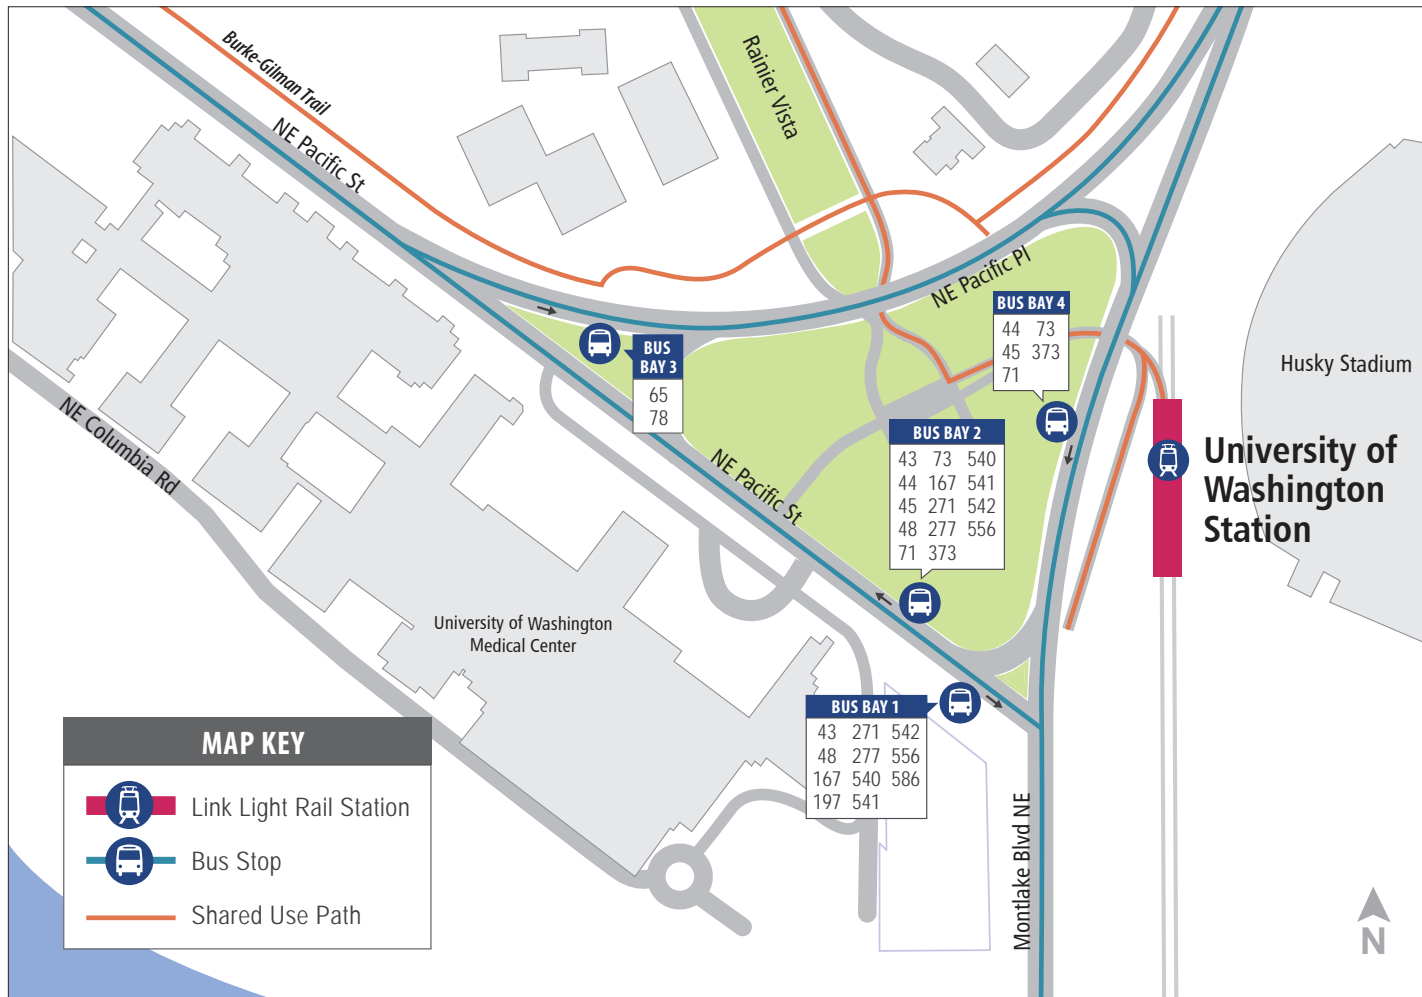 Burke-Gilman Trail
NE Pacific St
Rainier Vista
NE Pacific Pl
BUS BAY 4
44 73
45 373
71
BUS
BAY 3
65
78
Husky Stadium
NE Columbia Rd
BUS BAY 2
43 73 540
44 167 541
45 271 542
48 277 556
71 373
NE Pacific St
University of
Washington
Station
University of Washington
Medical Center
BUS BAY 1
43 271 542
48 277 556
167 540 586
197 541
MAP KEY
Link Light Rail Station
Bus Stop
Shared Use Path
Montlake Blvd NE
N